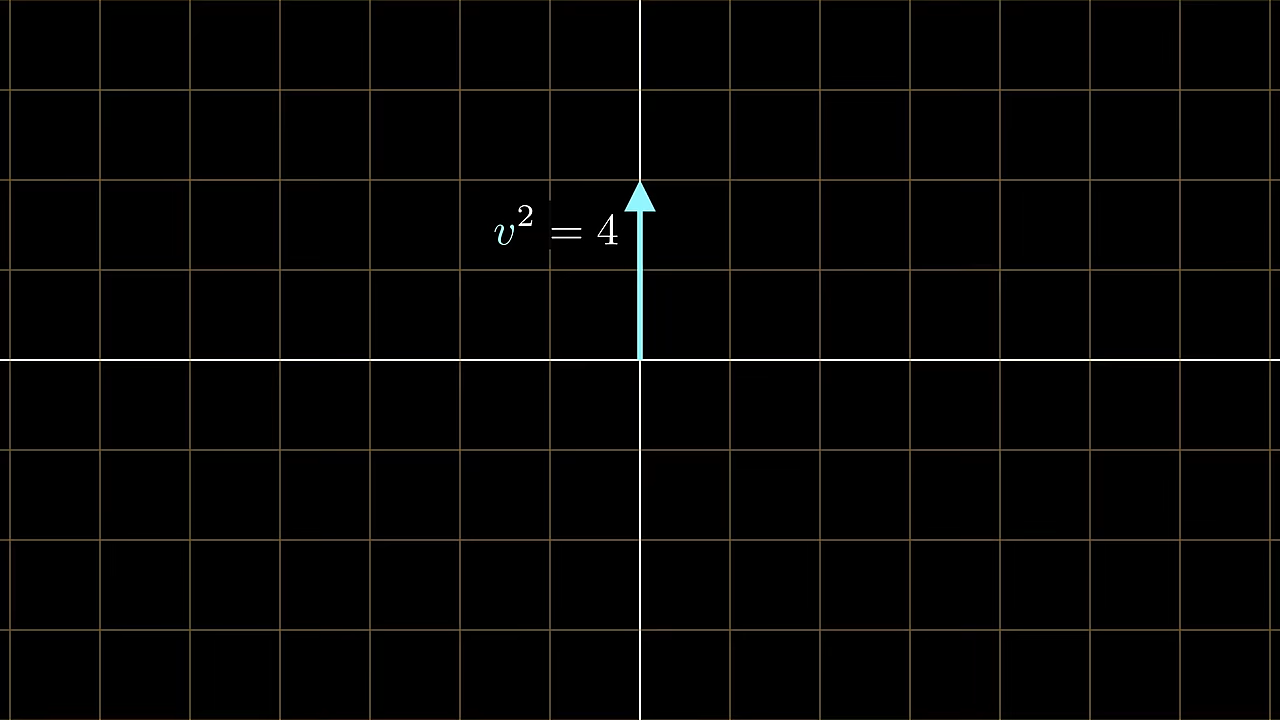 v² = 4